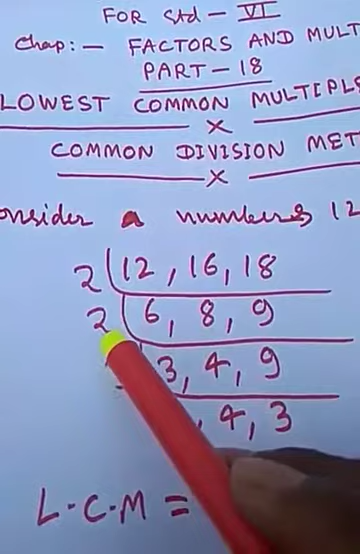 FOR Std - VI
Chap:- FACTORS AND MULT
PART-18
LOWEST COMMON MULTIPLE
COMMON DIVISION MET
onsider a numbers 12
2 12, 16, 18
2 6, 8, 9
3, 4, 9
, 4, 3
L.C.M =